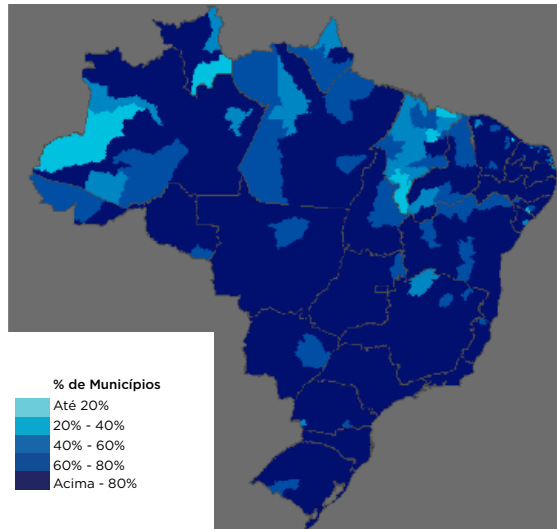 % de Municípios
Até 20%
20% - 40%
40% - 60%
60% - 80%
Acima - 80%